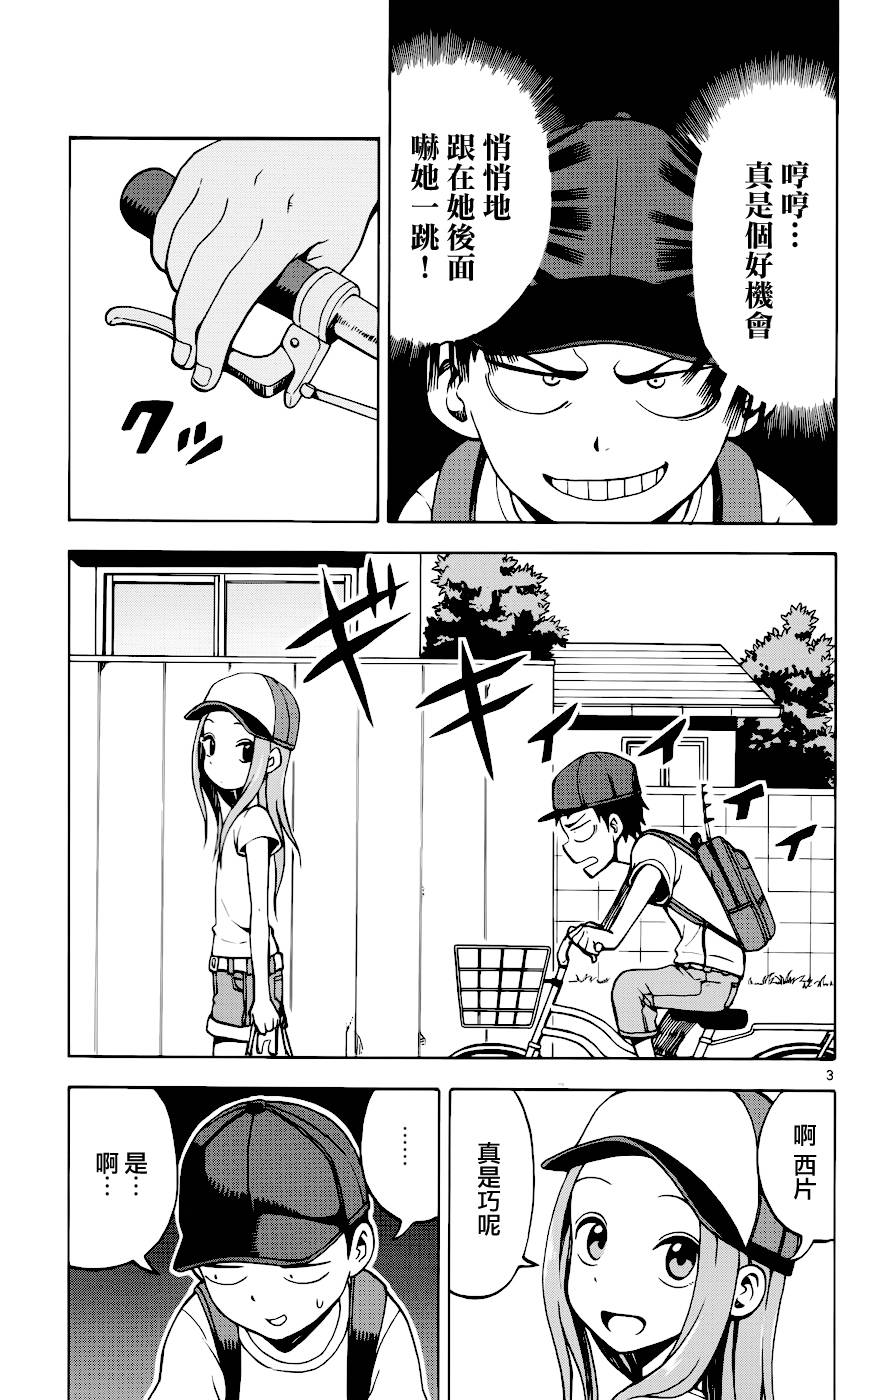 哼哼…
真是個好機會
悄悄地
跟在她後面
嚇她一跳！
クッ
ギギィィィ
3
啊 西片
真是巧呢
……
是…
啊…